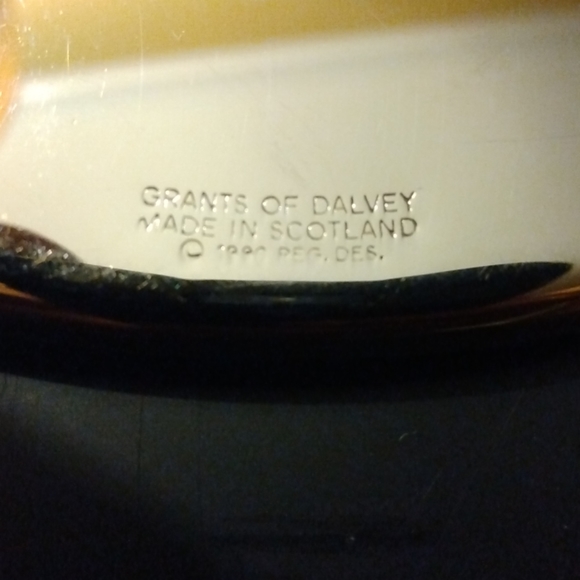 GRANTS OF DALVEY
MADE IN SCOTLAND
© REG. DES.